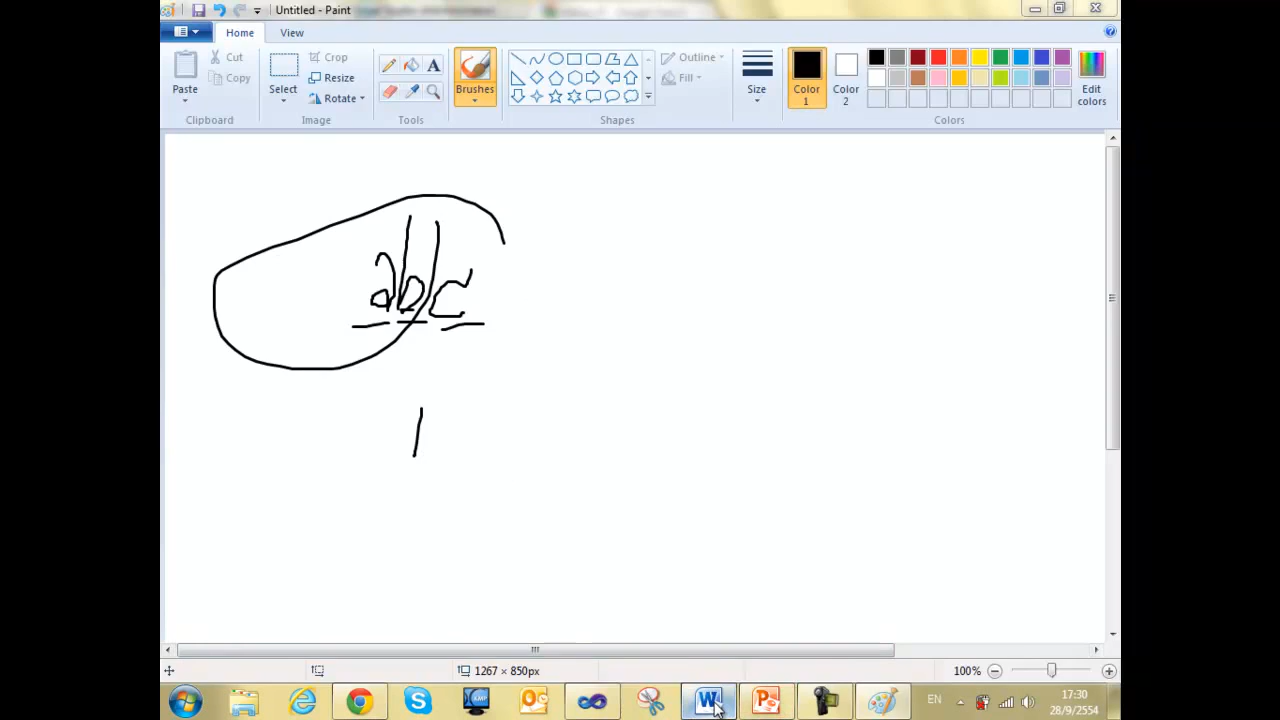 Untitled - Paint
Home View
Paste
Cut
Copy
Clipboard
Select
Crop
Resize
Rotate
Image
A
Tools
Brushes
Outline
Fill
Shapes
Size
Color 1
Color 2
Edit colors
Colors
abc
1267 × 850px
100%
EN
17:30
28/9/2554